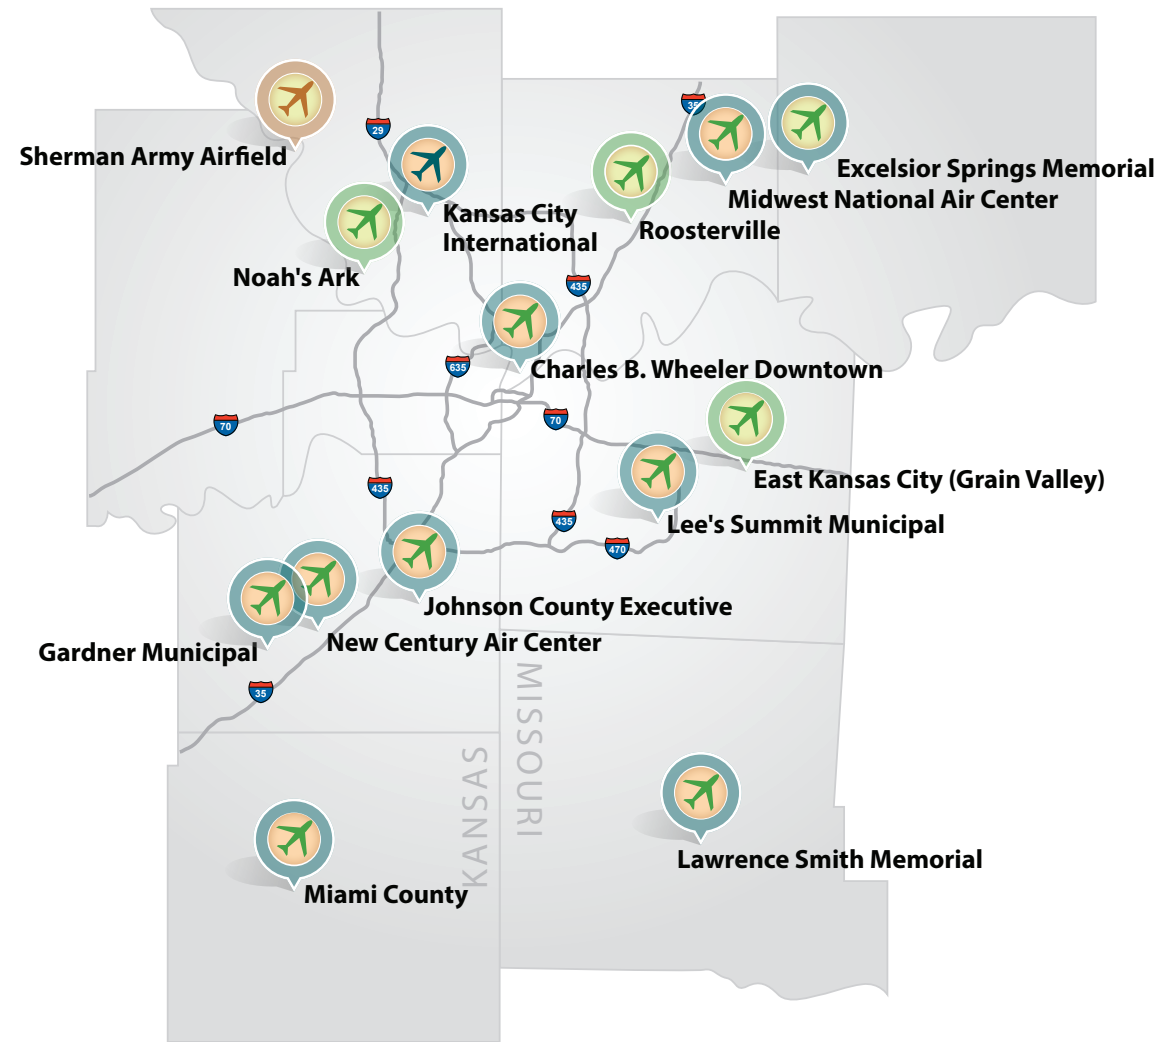 35
29
Sherman Army Airfield
Excelsior Springs Memorial
Midwest National Air Center
Kansas City
International
Roosterville
Noah's Ark
435
635
Charles B. Wheeler Downtown
70
70
East Kansas City (Grain Valley)
435
Lee's Summit Municipal
435
470
Johnson County Executive
New Century Air Center
Gardner Municipal
35
MISSOURI
KANSAS
Lawrence Smith Memorial
Miami County